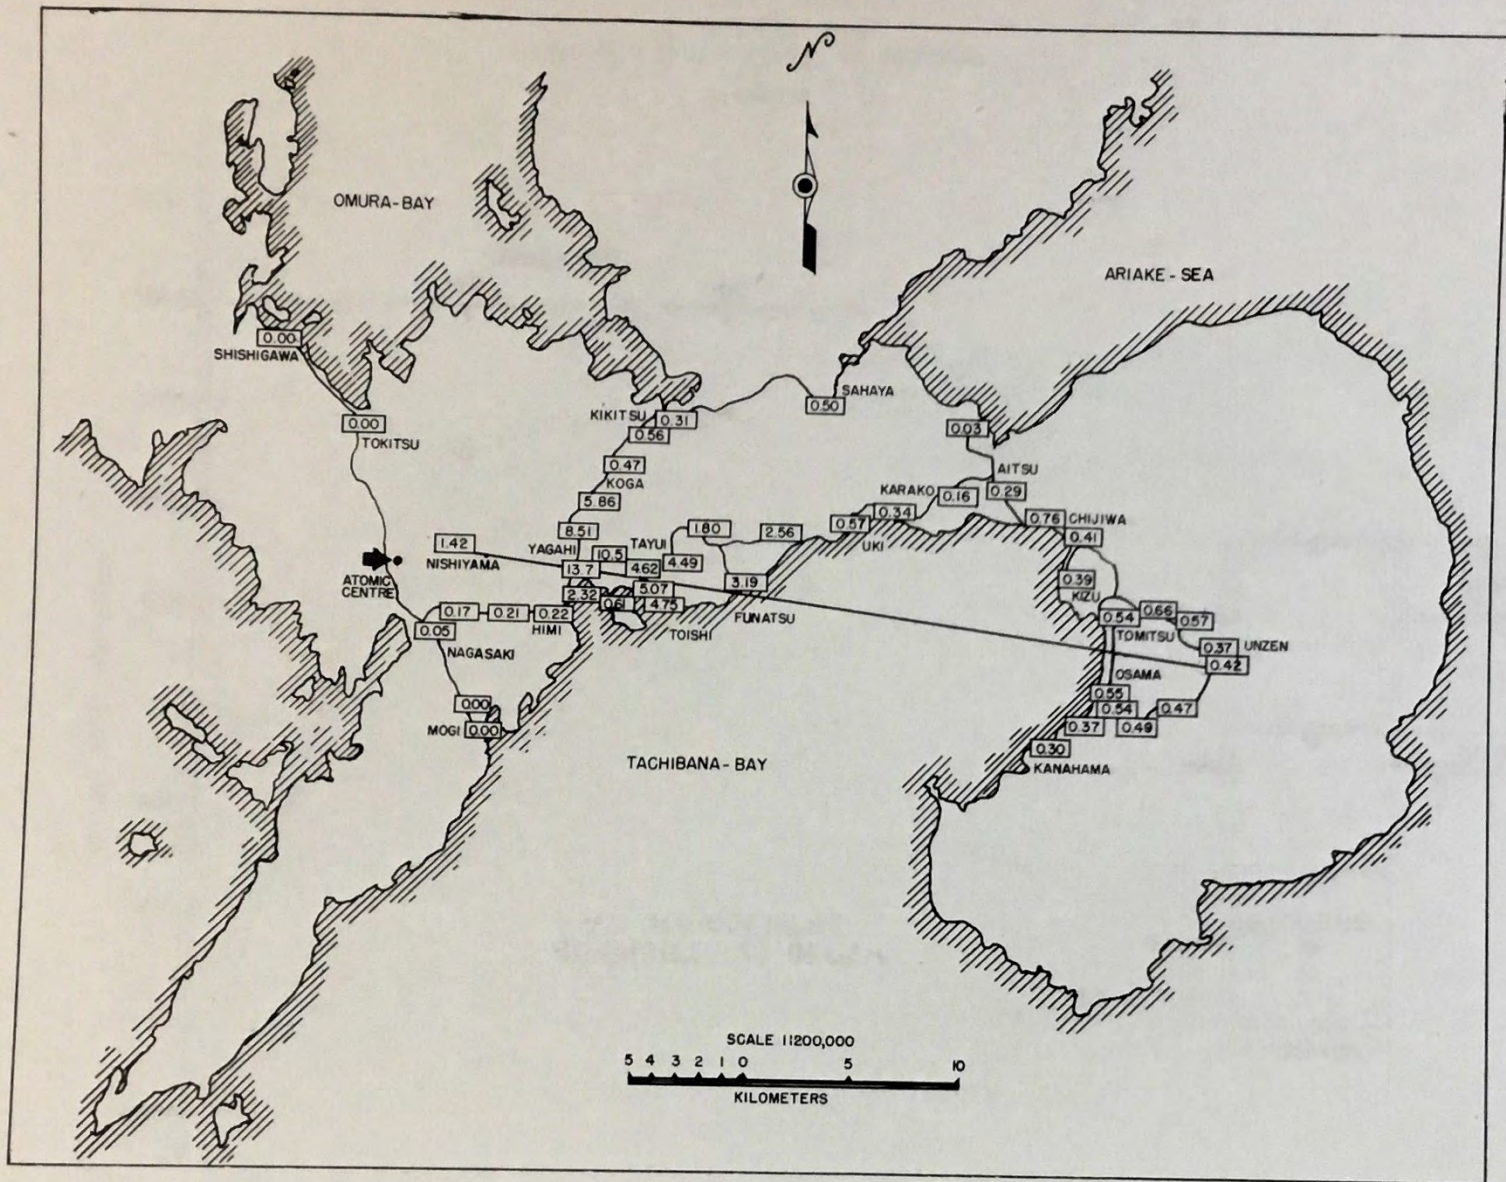 N
OMURA-BAY
ARIAKE-SEA
0.00
SHISHIGAWA
SAHAYA
0.50
KIKITSU
0.31
0.56
0.00
TOKITSU
0.03
0.47
KOGA
AITSU
0.29
KARAKO
0.16
5.86
0.34
0.76
CHIJIWA
8.51
1.80
2.56
0.57
UKI
0.41
1.42
NISHIYAMA
YAGAHI
10.5
TAYUI
4.49
13.7
4.62
ATOMIC
CENTRE
3.19
0.39
KIZU
2.32
5.07
0.61
4.75
0.17
0.21
0.22
HIMI
FUNATSU
TOISHI
0.54
0.66
0.57
TOMITSU
0.05
NAGASAKI
0.37
UNZEN
0.42
OSAMA
0.55
0.54
0.47
0.00
MOGI
0.00
0.37
0.49
0.30
KANAHAMA
TACHIBANA-BAY
SCALE 1:200,000
5 4 3 2 1 0 5 10
KILOMETERS